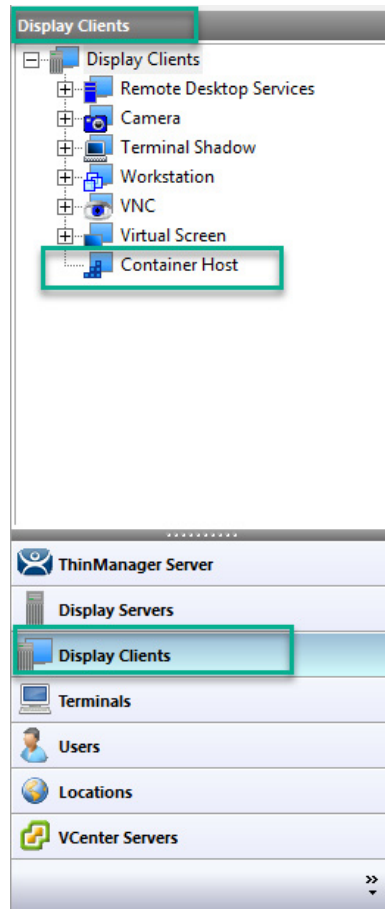 Display Clients
Display Clients
Remote Desktop Services
Camera
Terminal Shadow
Workstation
VNC
Virtual Screen
Container Host
ThinManager Server
Display Servers
Display Clients
Terminals
Users
Locations
VCenter Servers